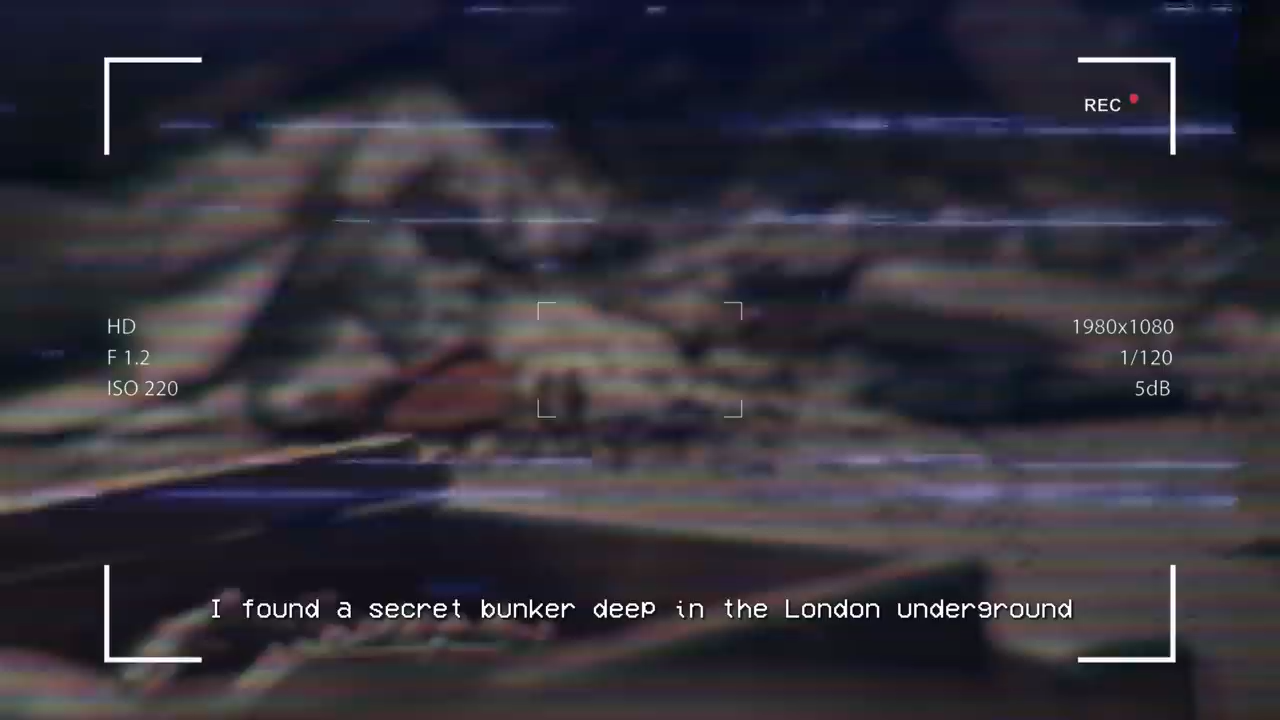 REC
HD
F 1.2
ISO 220
1980x1080
1/120
5dB
I found a secret bunker deep in the London underground